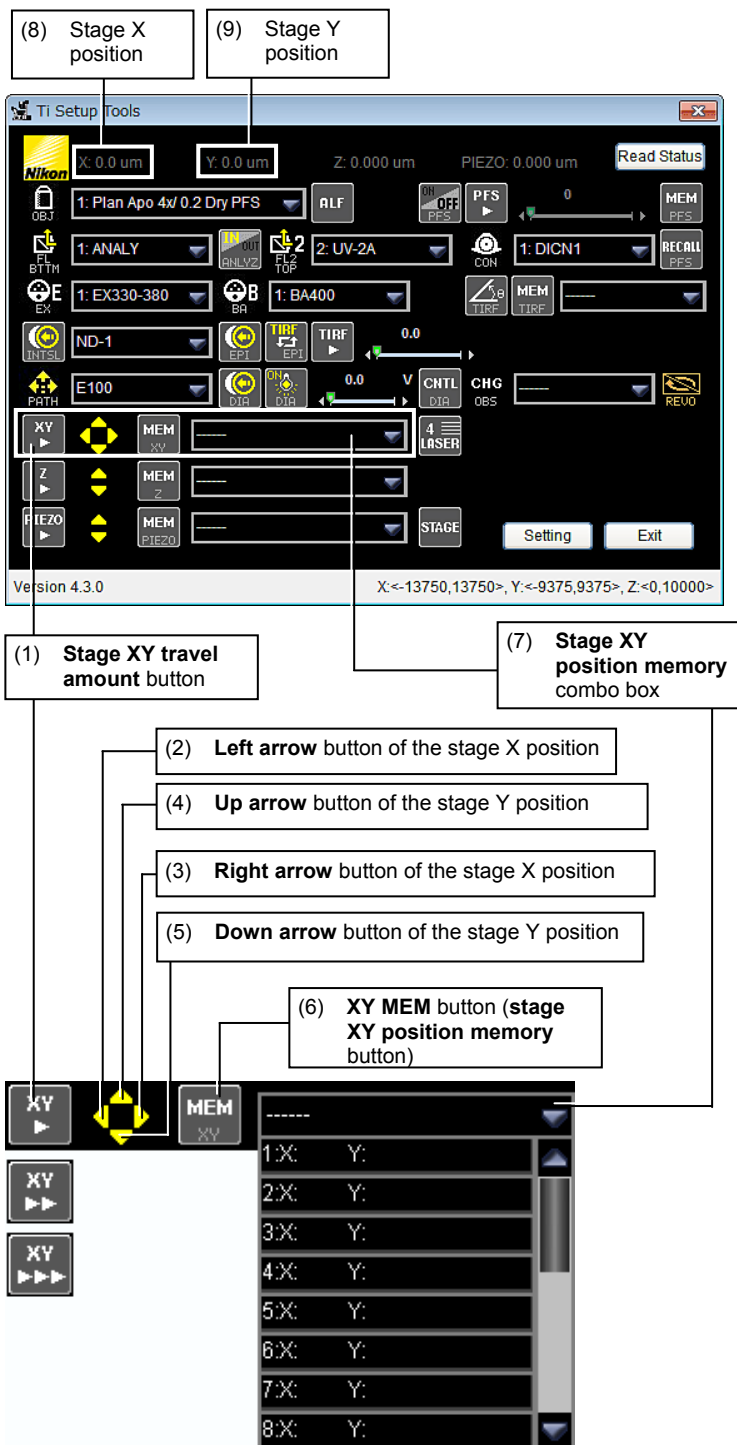 (8) Stage X
position
(9) Stage Y
position
Ti Setup Tools
Nikon
X: 0.0 um Y: 0.0 um Z: 0.000 um PIEZO: 0.000 um Read Status
OBJ 1: Plan Apo 4x/ 0.2 Dry PFS ALF ON OFF PFS PFS 0 MEM PFS
FL BTTM 1: ANALY IN OUT ANLYZ 2 FL2 TOP 2: UV-2A CON 1: DICN1 RECALL PFS
E EX 1: EX330-380 B BA 1: BA400 θ TIRF MEM TIRF ------
INTSL ND-1 EPI TIRF EPI TIRF 0.0
PATH E100 DIA ON DIA 0.0 V CNTL DIA CHG OBS ------ REVO
XY MEM XY ------ 4 LASER
Z MEM Z ------
PIEZO MEM PIEZO ------ STAGE Setting Exit
Version 4.3.0 X:<-13750,13750>, Y:<-9375,9375>, Z:<0,10000>
(1) Stage XY travel
amount button
(7) Stage XY
position memory
combo box
(2) Left arrow button of the stage X position
(4) Up arrow button of the stage Y position
(3) Right arrow button of the stage X position
(5) Down arrow button of the stage Y position
(6) XY MEM button (stage
XY position memory
button)
XY MEM XY ------
XY
XY
1:X: Y:
2:X: Y:
3:X: Y:
4:X: Y:
5:X: Y:
6:X: Y:
7:X: Y:
8:X: Y: